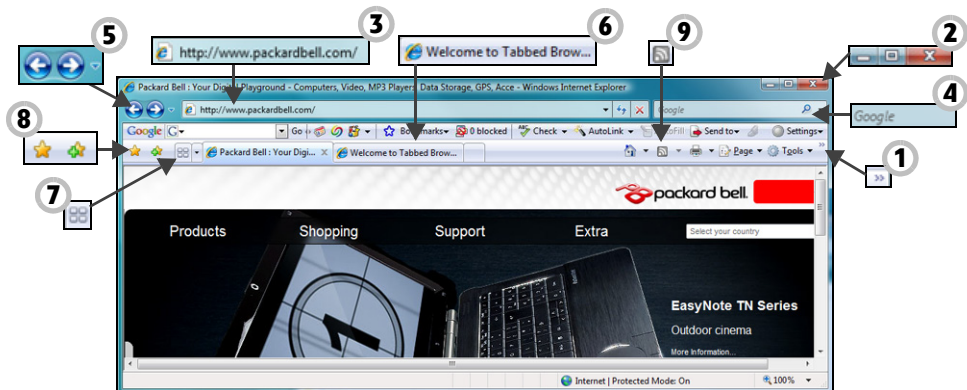 3
6
9
5
http://www.packardbell.com/
Welcome to Tabbed Brow...
2
Packard Bell : Your Digital Playground - Computers, Video, MP3 Players, Data Storage, GPS, Acce - Windows Internet Explorer
4
http://www.packardbell.com/
Google
Google
8
Google G Go Bookmarks 0 blocked Check AutoLink AutoFill Send to Settings
Packard Bell : Your Digi... X Welcome to Tabbed Brow... Page Tools
1
7
packard bell.
Products Shopping Support Extra Select your country
1
EasyNote TN Series
Outdoor cinema
More Information...
Internet | Protected Mode: On 100%